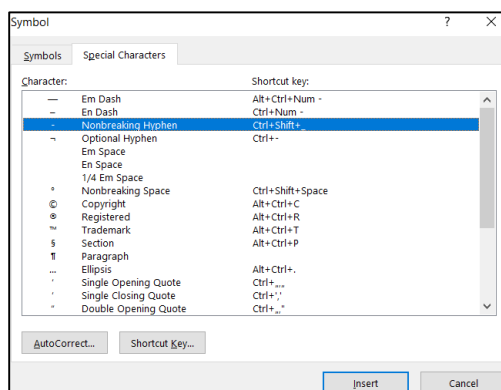 Symbol ? ×
Symbols Special Characters
Character: Shortcut key:
— Em Dash Alt+Ctrl+Num -
– En Dash Ctrl+Num -
- Nonbreaking Hyphen Ctrl+Shift+_
¬ Optional Hyphen Ctrl+-
Em Space
En Space
1/4 Em Space
° Nonbreaking Space Ctrl+Shift+Space
© Copyright Alt+Ctrl+C
® Registered Alt+Ctrl+R
™ Trademark Alt+Ctrl+T
§ Section Alt+Ctrl+P
¶ Paragraph
… Ellipsis Alt+Ctrl+.
‘ Single Opening Quote
’ Single Closing Quote Ctrl+','
“ Double Opening Quote
AutoCorrect... Shortcut Key...
Insert Cancel